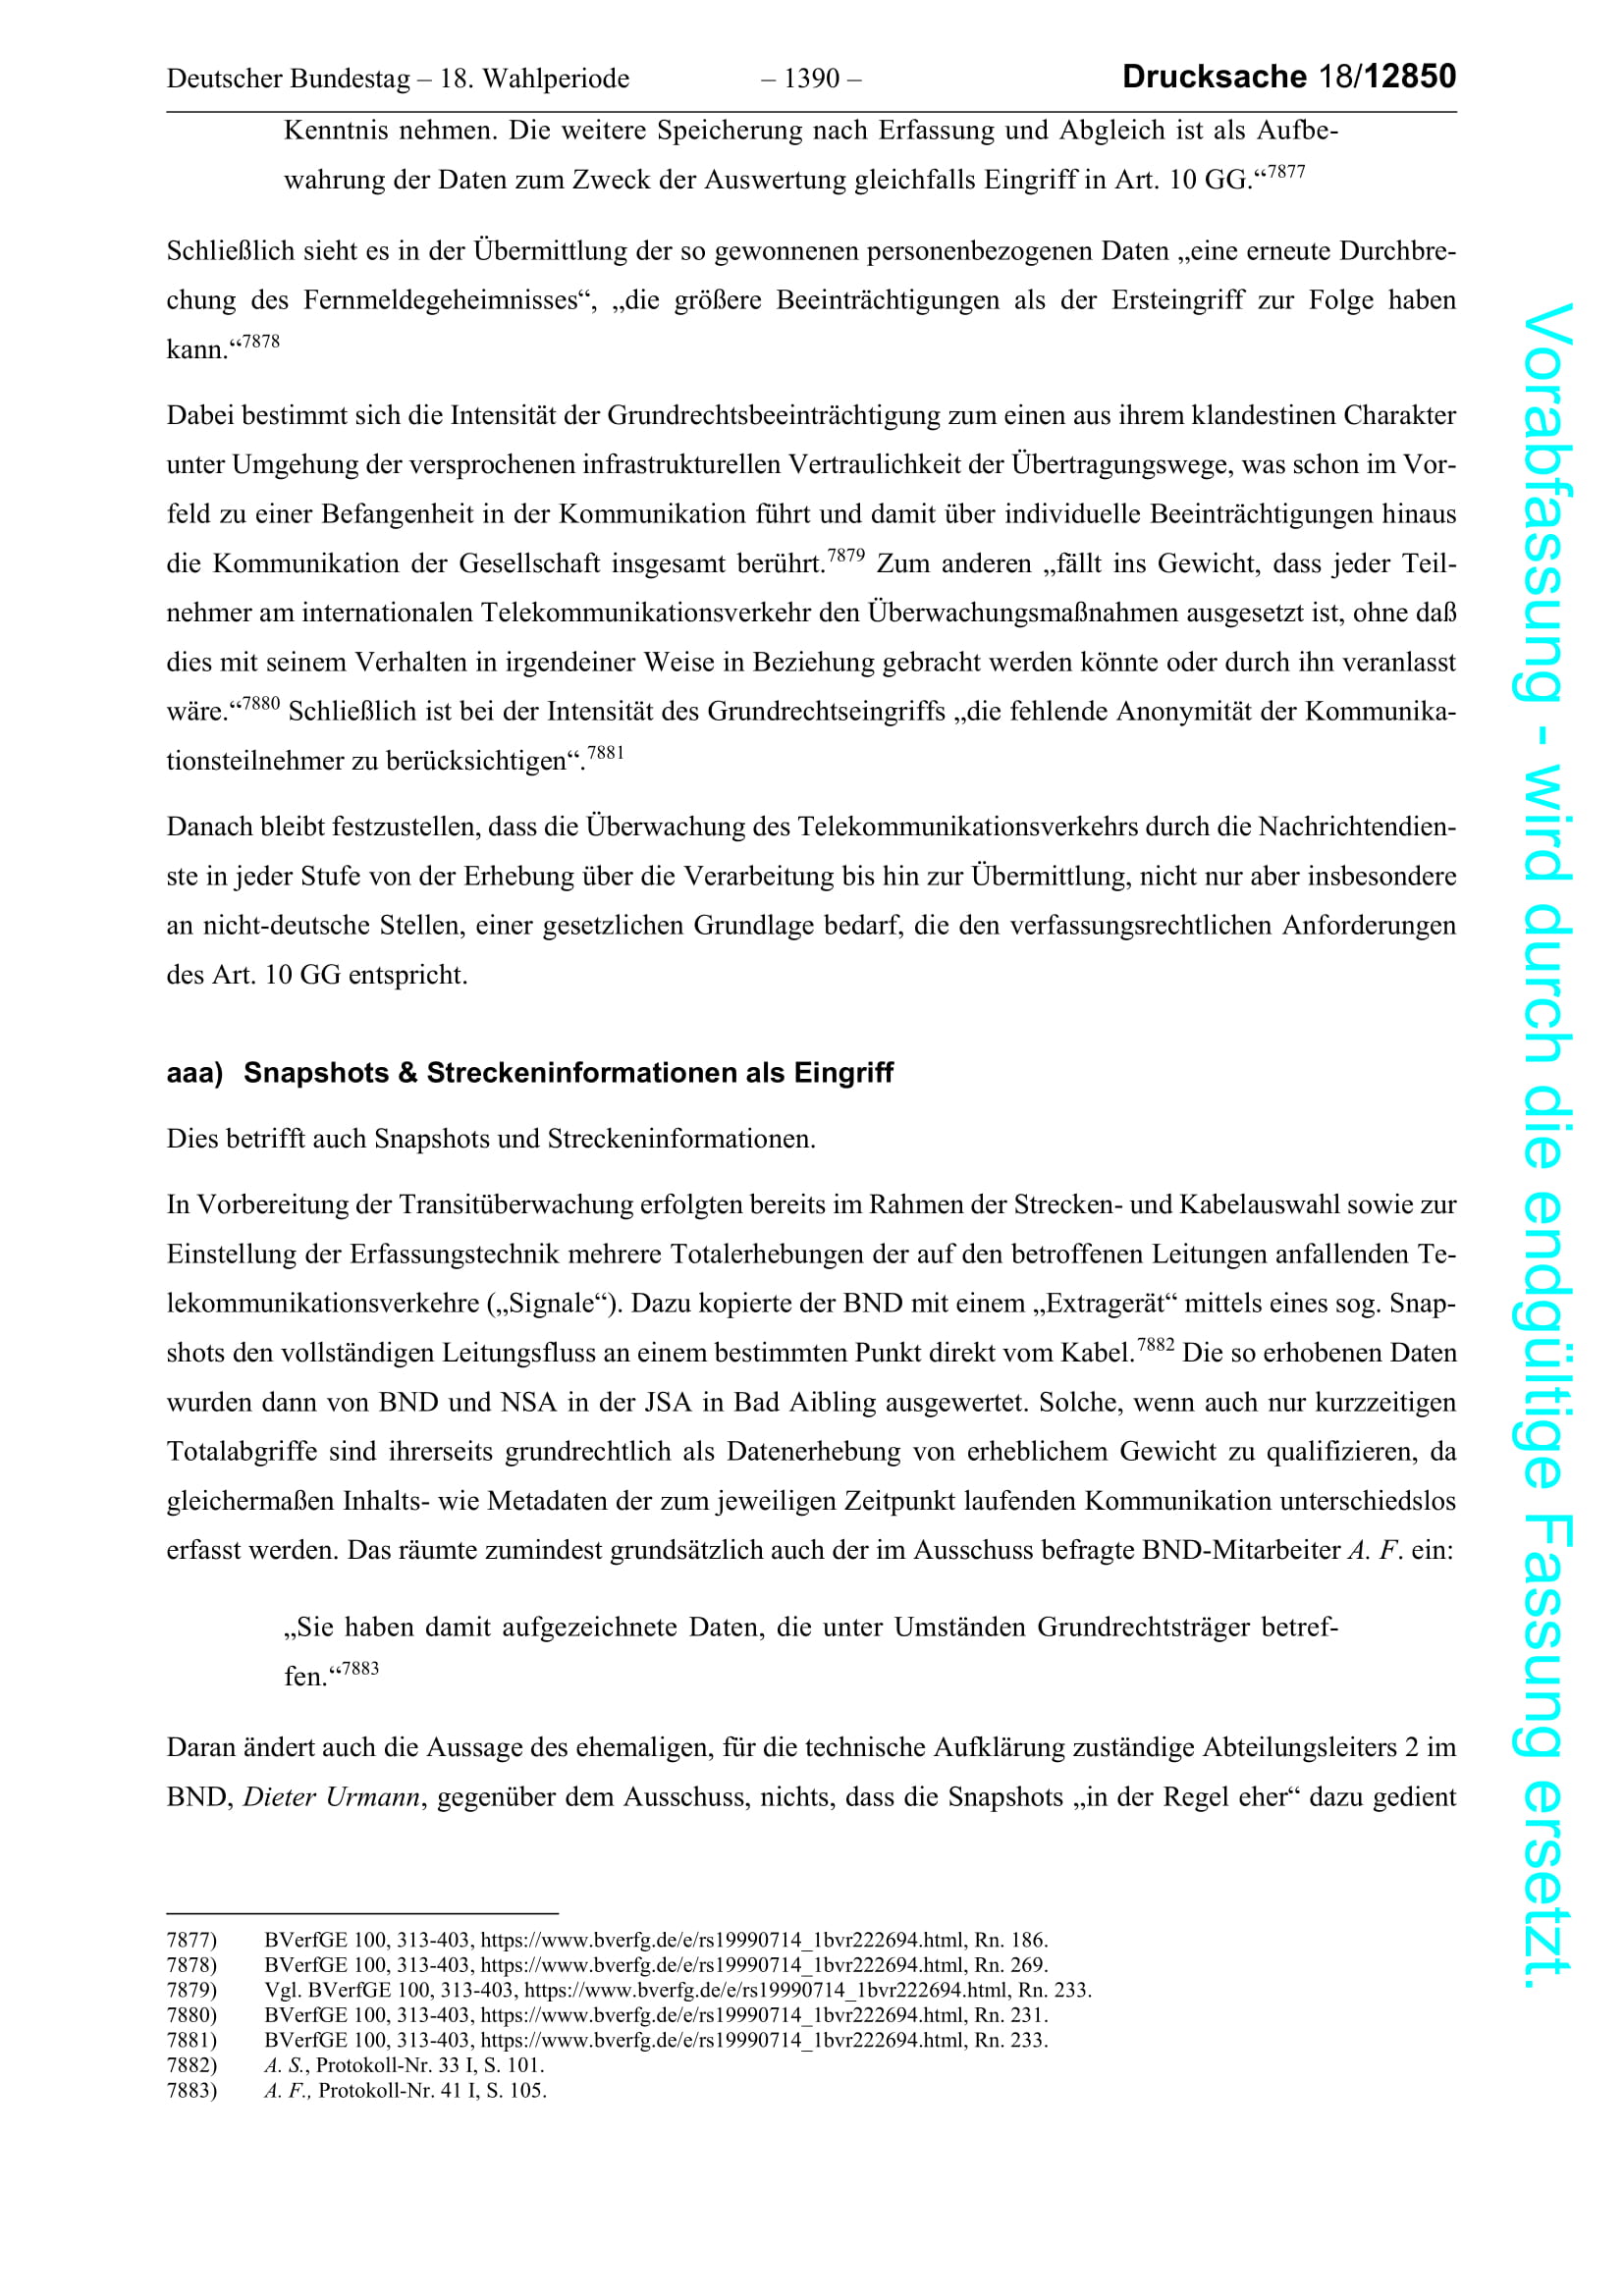 Deutscher Bundestag – 18. Wahlperiode – 1390 – Drucksache 18/12850
Kenntnis nehmen. Die weitere Speicherung nach Erfassung und Abgleich ist als Aufbe-
wahrung der Daten zum Zweck der Auswertung gleichfalls Eingriff in Art. 10 GG.“7877
Schließlich sieht es in der Übermittlung der so gewonnenen personenbezogenen Daten „eine erneute Durchbre-
chung des Fernmeldegeheimnisses“, „die größere Beeinträchtigungen als der Ersteingriff zur Folge haben
kann.“7878
Dabei bestimmt sich die Intensität der Grundrechtsbeeinträchtigung zum einen aus ihrem klandestinen Charakter
unter Umgehung der versprochenen infrastrukturellen Vertraulichkeit der Übertragungswege, was schon im Vor-
feld zu einer Befangenheit in der Kommunikation führt und damit über individuelle Beeinträchtigungen hinaus
die Kommunikation der Gesellschaft insgesamt berührt.7879 Zum anderen „fällt ins Gewicht, dass jeder Teil-
nehmer am internationalen Telekommunikationsverkehr den Überwachungsmaßnahmen ausgesetzt ist, ohne daß
dies mit seinem Verhalten in irgendeiner Weise in Beziehung gebracht werden könnte oder durch ihn veranlasst
wäre.“7880 Schließlich ist bei der Intensität des Grundrechtseingriffs „die fehlende Anonymität der Kommunika-
tionsteilnehmer zu berücksichtigen“.7881
Danach bleibt festzustellen, dass die Überwachung des Telekommunikationsverkehrs durch die Nachrichtendien-
ste in jeder Stufe von der Erhebung über die Verarbeitung bis hin zur Übermittlung, nicht nur aber insbesondere
an nicht-deutsche Stellen, einer gesetzlichen Grundlage bedarf, die den verfassungsrechtlichen Anforderungen
des Art. 10 GG entspricht.
aaa) Snapshots & Streckeninformationen als Eingriff
Dies betrifft auch Snapshots und Streckeninformationen.
In Vorbereitung der Transitüberwachung erfolgten bereits im Rahmen der Strecken- und Kabelauswahl sowie zur
Einstellung der Erfassungstechnik mehrere Totalerhebungen der auf den betroffenen Leitungen anfallenden Te-
lekommunikationsverkehre („Signale“). Dazu kopierte der BND mit einem „Extragerät“ mittels eines sog. Snap-
shots den vollständigen Leitungsfluss an einem bestimmten Punkt direkt vom Kabel.7882 Die so erhobenen Daten
wurden dann von BND und NSA in der JSA in Bad Aibling ausgewertet. Solche, wenn auch nur kurzzeitigen
Totalabgriffe sind ihrerseits grundrechtlich als Datenerhebung von erheblichem Gewicht zu qualifizieren, da
gleichermaßen Inhalts- wie Metadaten der zum jeweiligen Zeitpunkt laufenden Kommunikation unterschiedslos
erfasst werden. Das räumte zumindest grundsätzlich auch der im Ausschuss befragte BND-Mitarbeiter A. F. ein:
„Sie haben damit aufgezeichnete Daten, die unter Umständen Grundrechtsträger betref-
fen.“7883
Daran ändert auch die Aussage des ehemaligen, für die technische Aufklärung zuständige Abteilungsleiters 2 im
BND, Dieter Urmann, gegenüber dem Ausschuss, nichts, dass die Snapshots „in der Regel eher“ dazu gedient
7877) BVerfGE 100, 313-403, https://www.bverfg.de/e/rs19990714_1bvr222694.html, Rn. 186.
7878) BVerfGE 100, 313-403, https://www.bverfg.de/e/rs19990714_1bvr222694.html, Rn. 269.
7879) Vgl. BVerfGE 100, 313-403, https://www.bverfg.de/e/rs19990714_1bvr222694.html, Rn. 233.
7880) BVerfGE 100, 313-403, https://www.bverfg.de/e/rs19990714_1bvr222694.html, Rn. 231.
7881) BVerfGE 100, 313-403, https://www.bverfg.de/e/rs19990714_1bvr222694.html, Rn. 233.
7882) A. S., Protokoll-Nr. 33 I, S. 101.
7883) A. F., Protokoll-Nr. 41 I, S. 105.
Vorabfassung - wird durch die endgültige Fassung ersetzt.